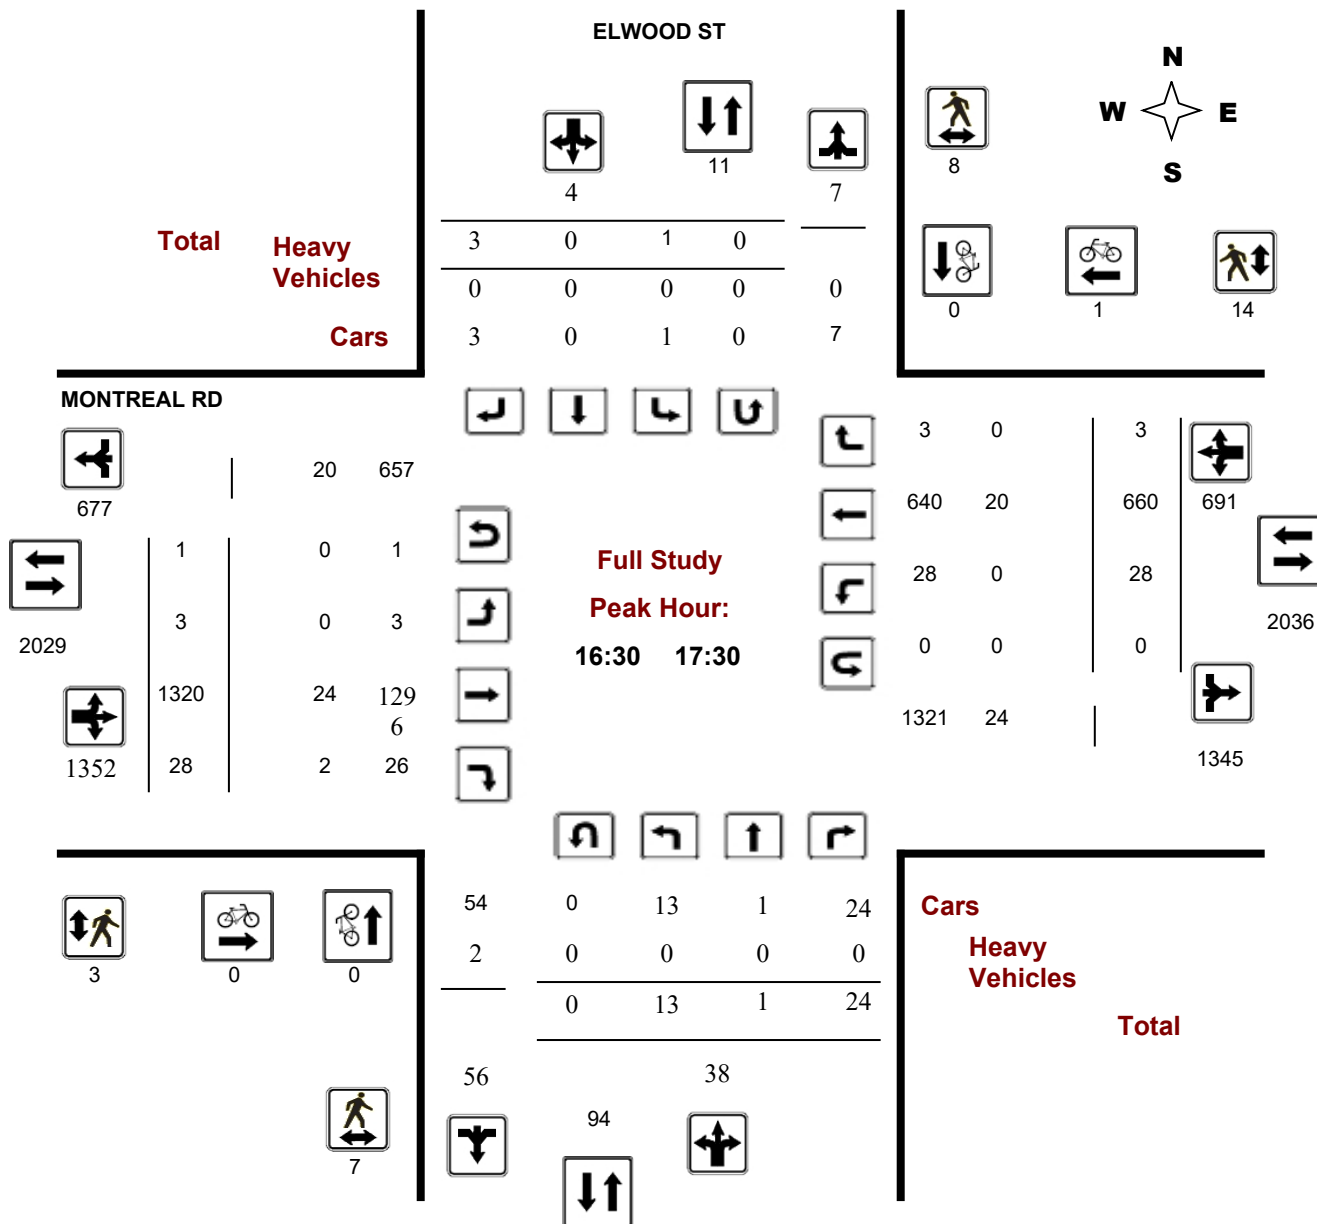 ELWOOD ST
N
W E
S
11
8
4 7
Total Heavy
Vehicles
3 0 1 0
0 0 0 0 0
0 1 14
Cars 3 0 1 0 7
MONTREAL RD
3 0 3
20 657
677
640 20 660 691
1 0 1
Full Study
28 0 28
Peak Hour:
3 0 3
2036
2029
16:30 17:30
0 0 0
1320 24 129
6
1321 24
1345
1352 28 2 26
54 0 13 1 24 Cars
2 0 0 0 0 Heavy
Vehicles
3 0 0
0 13 1 24
Total
56 38
94
7